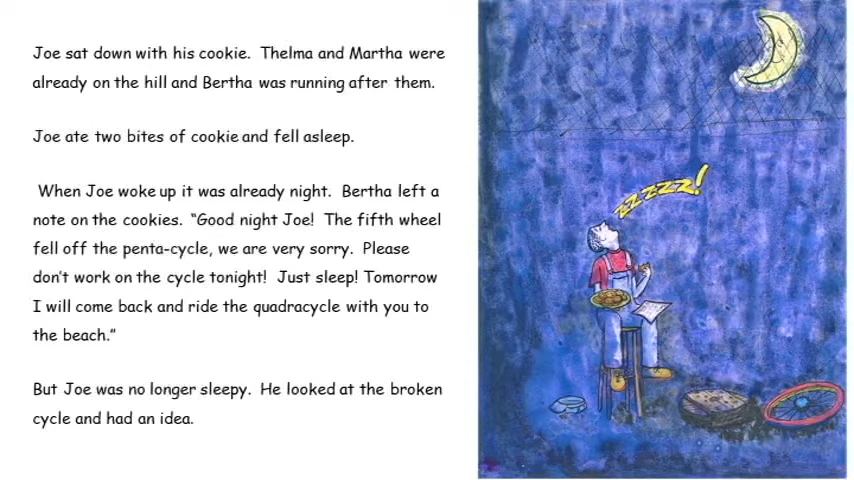 Joe sat down with his cookie.  Thelma and Martha were
already on the hill and Bertha was running after them.
Joe ate two bites of cookie and fell asleep.
When Joe woke up it was already night.  Bertha left a
note on the cookies. “Good night Joe!  The fifth wheel
fell off the penta-cycle, we are very sorry.  Please
don’t work on the cycle tonight!  Just sleep! Tomorrow
I will come back and ride the quadracycle with you to
the beach.”
But Joe was no longer sleepy.  He looked at the broken
cycle and had an idea.
ZZZZZ!